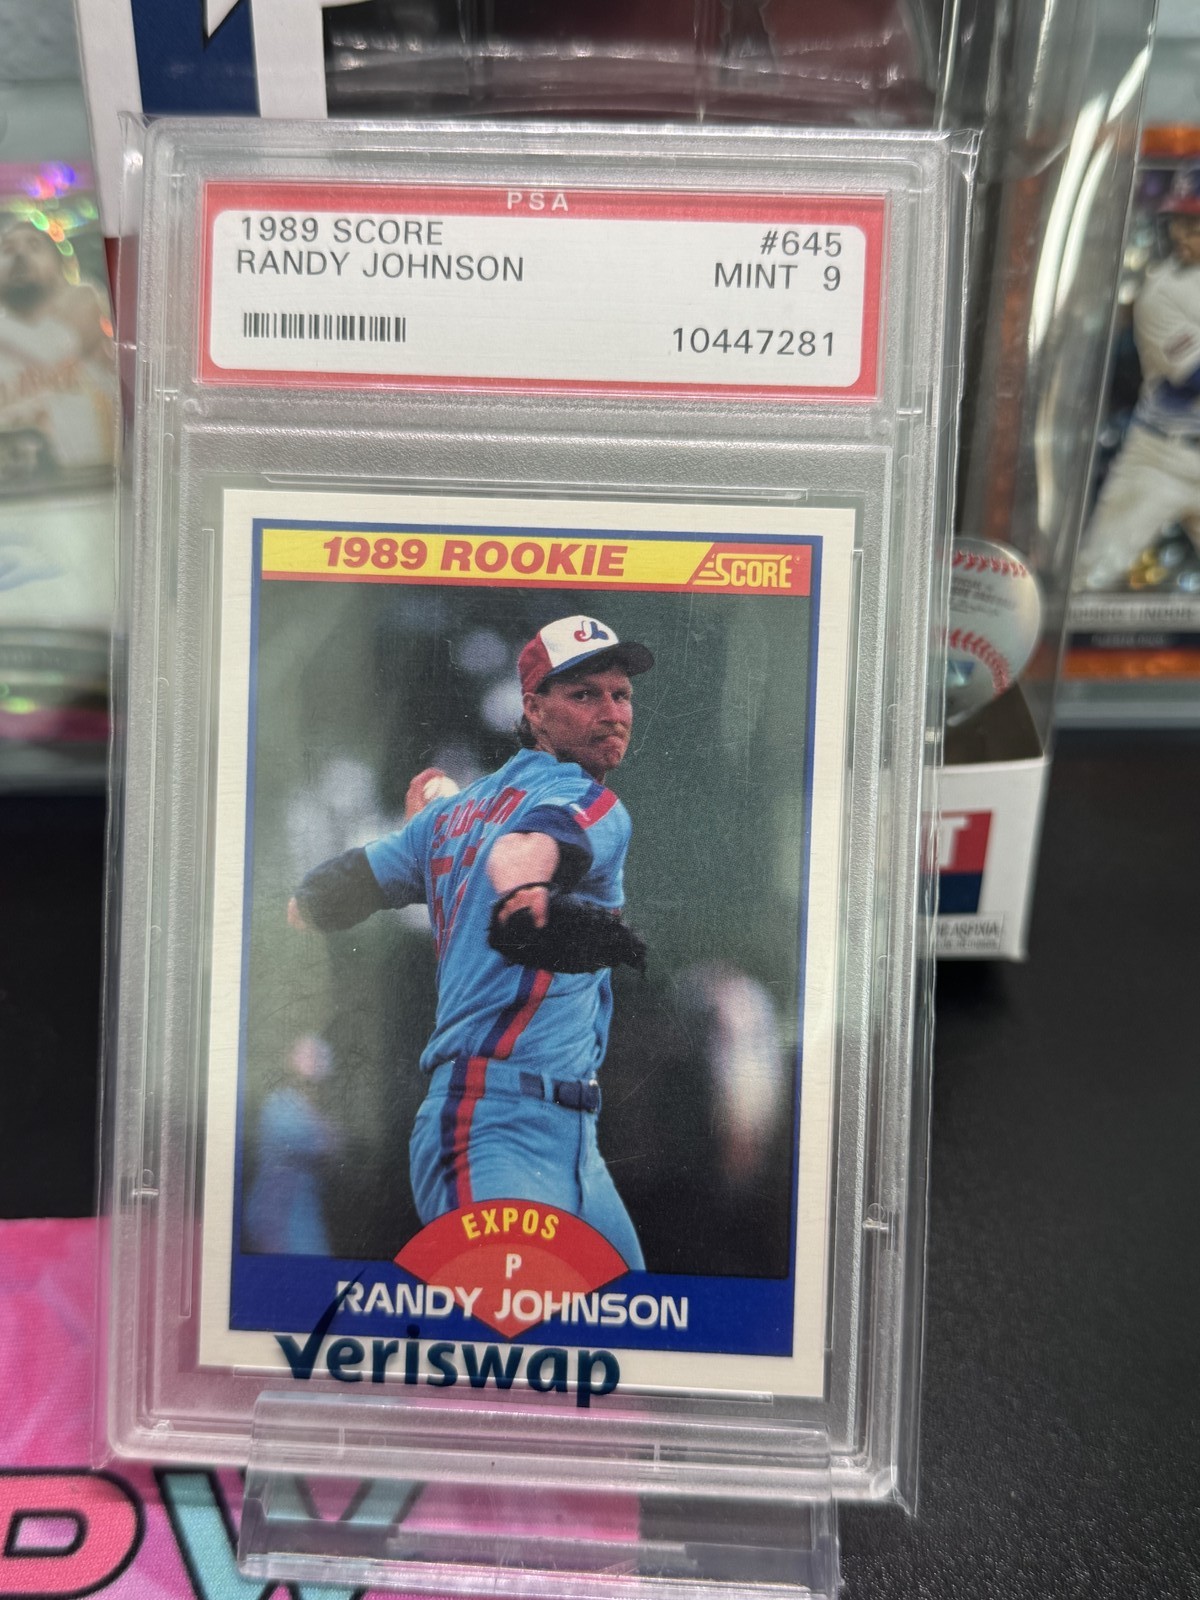 PSA
1989 SCORE #645
RANDY JOHNSON MINT 9
10447281
1989 ROOKIE SCORE
EXPOS
P
RANDY JOHNSON
veriswap